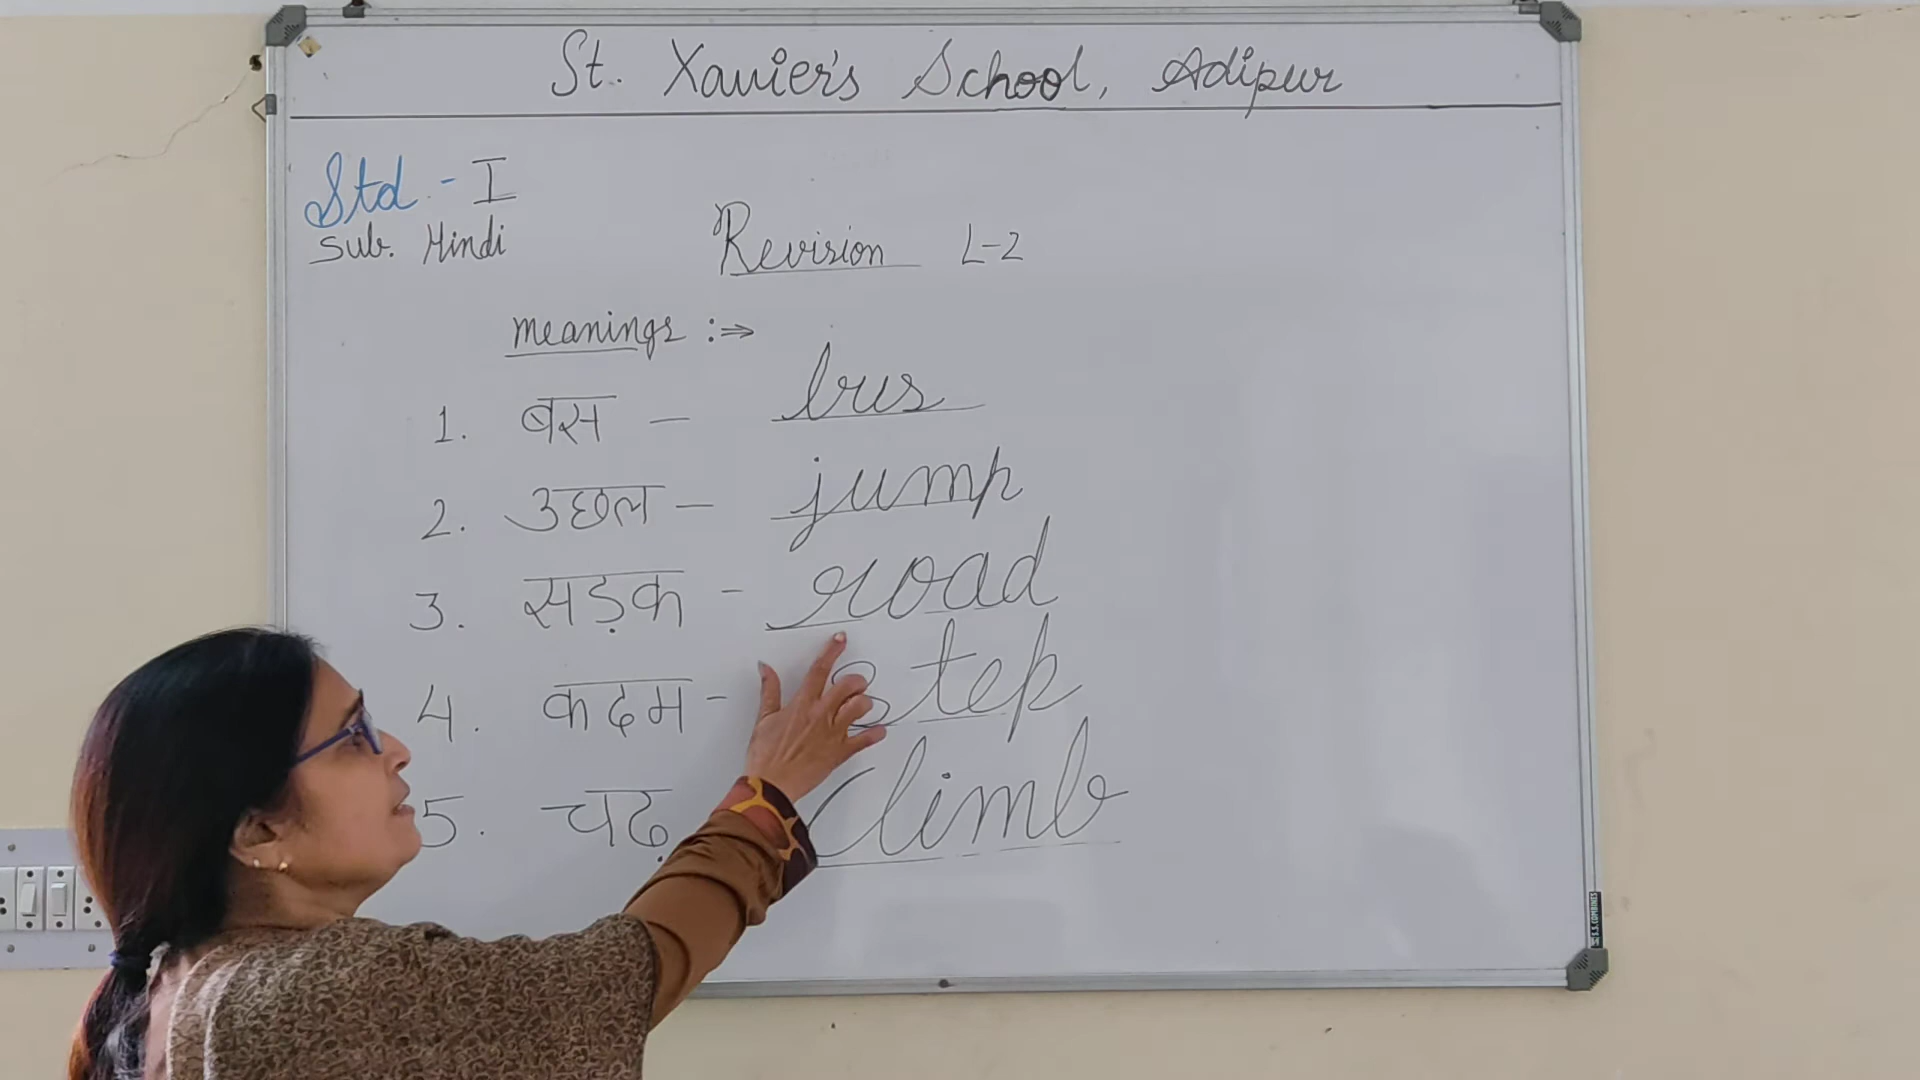 St. Xavier's School, Adipur
Std - I
Sub. Hindi
Revision L-2
meanings :⇒
1. बस - bus
2. उछल - jump
3. सड़क - road
4. कदम - step
5. चढ़ climb
S.S. COMBINES